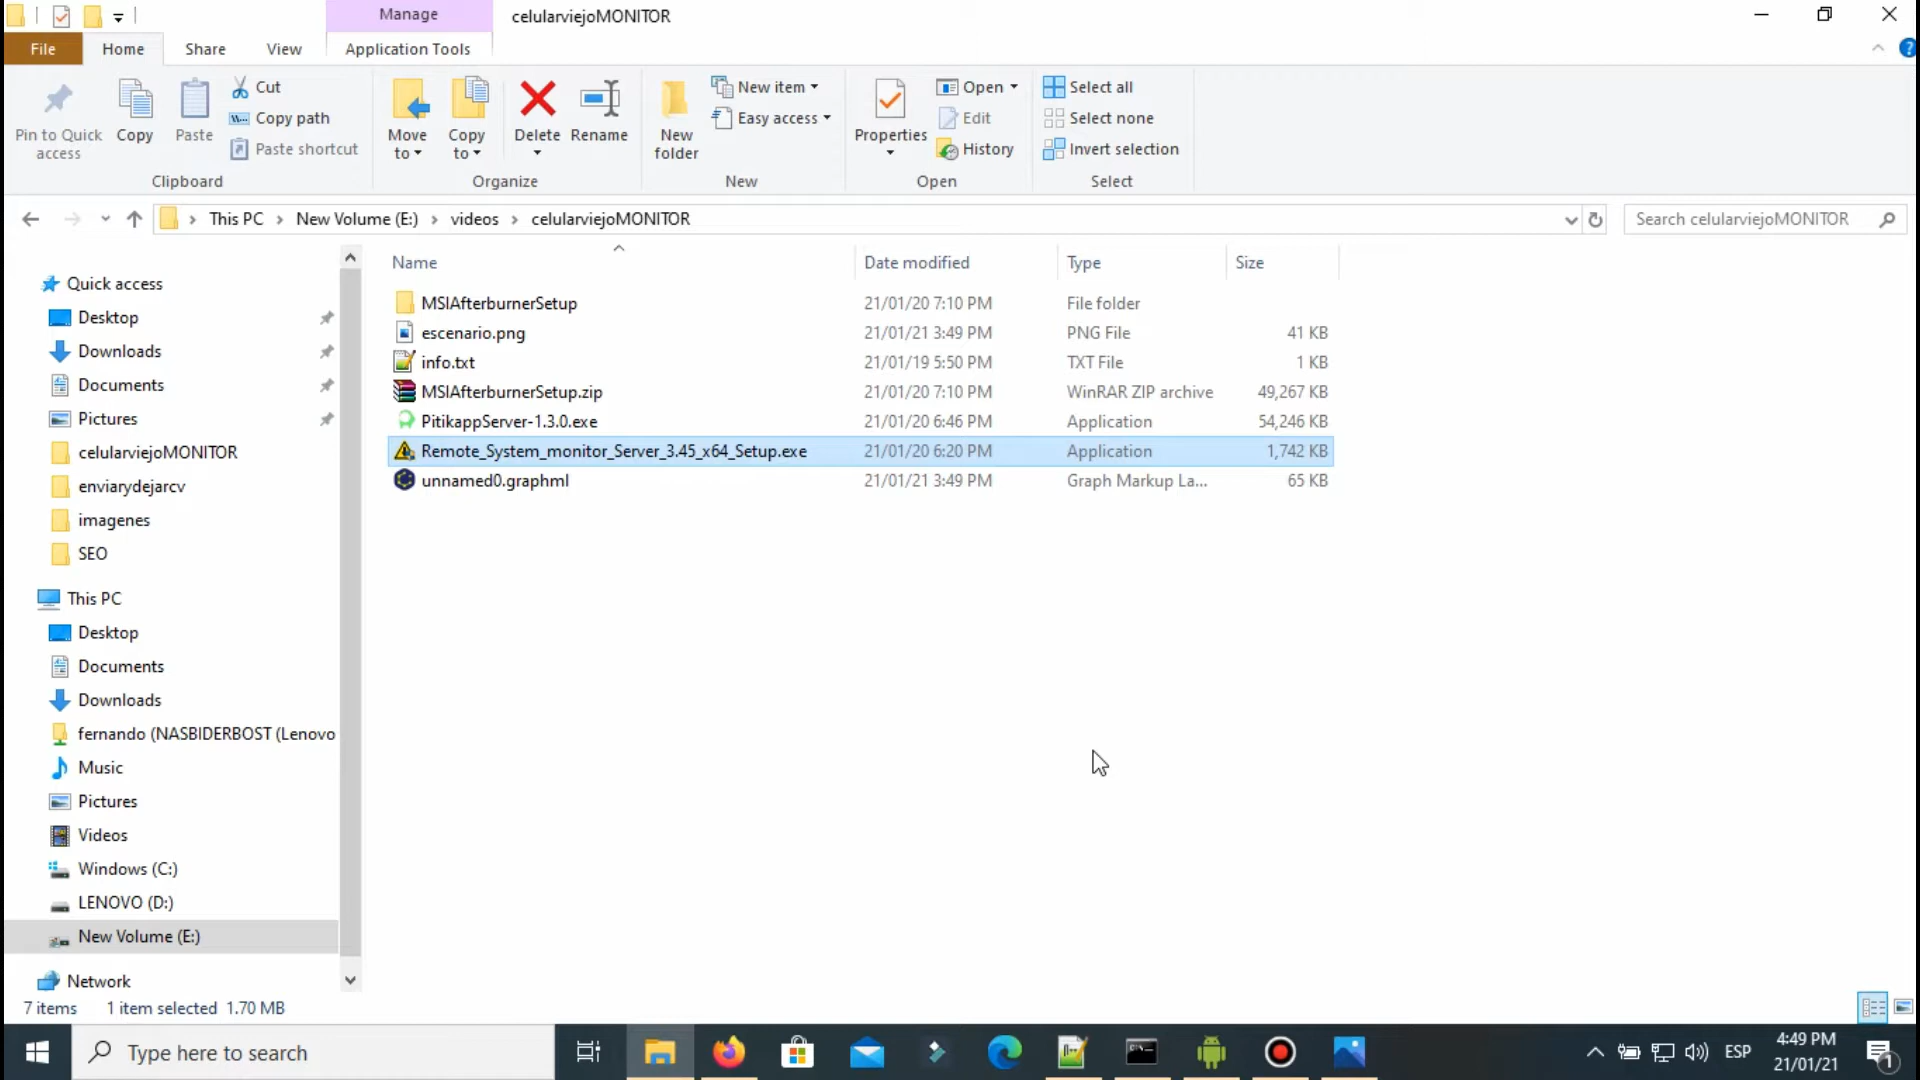 Manage
celularviejoMONITOR
File
Home
Share
View
Application Tools
?
Pin to Quick access
Copy
Paste
Cut
Copy path
Paste shortcut
Clipboard
Move to
Copy to
Delete
Rename
Organize
New folder
New item
Easy access
New
Properties
Open
Edit
History
Open
Select all
Select none
Invert selection
Select
This PC
New Volume (E:)
videos
celularviejoMONITOR
Search celularviejoMONITOR
Name
Date modified
Type
Size
MSIAfterburnerSetup 21/01/20 7:10 PM File folder
escenario.png 21/01/21 3:49 PM PNG File 41 KB
info.txt 21/01/19 5:50 PM TXT File 1 KB
MSIAfterburnerSetup.zip 21/01/20 7:10 PM WinRAR ZIP archive 49,267 KB
PitikappServer-1.3.0.exe 21/01/20 6:46 PM Application 54,246 KB
Remote_System_monitor_Server_3.45_x64_Setup.exe 21/01/20 6:20 PM Application 1,742 KB
unnamed0.graphml 21/01/21 3:49 PM Graph Markup La... 65 KB
Quick access
Desktop
Downloads
Documents
Pictures
celularviejoMONITOR
enviarydejarcv
imagenes
SEO
This PC
Desktop
Documents
Downloads
fernando (NASBIDERBOST (Lenovo
Music
Pictures
Videos
Windows (C:)
LENOVO (D:)
New Volume (E:)
Network
7 items 1 item selected 1.70 MB
Type here to search
ESP
4:49 PM
21/01/21
1